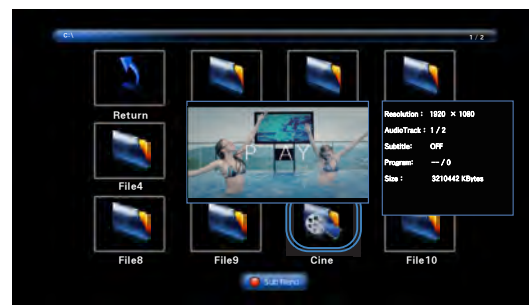 C:\
1 / 2
Return
Resolution : 1920 × 1080
AudioTrack : 1 / 2
Subtitle: OFF
Program: -- / 0
Size : 3210442 KBytes
PLAY
File4
File8
File9
Cine
File10
Sub Menu